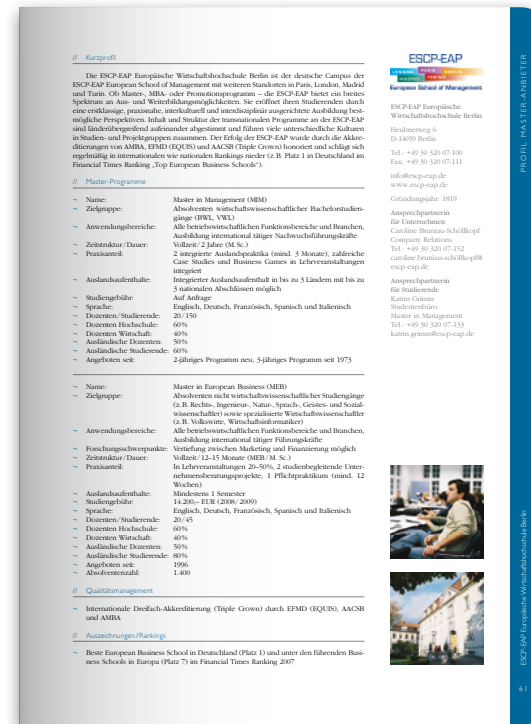 // Kurzprofil
Die ESCP-EAP Europäische Wirtschaftshochschule Berlin ist der deutsche Campus der
ESCP-EAP European School of Management mit weiteren Standorten in Paris, London, Madrid
und Turin. Ob Master-, MBA- oder Promotionsprogramm – die ESCP-EAP bietet ein breites
Spektrum an Aus- und Weiterbildungsmöglichkeiten. Sie eröffnet ihren Studierenden durch
eine erstklassige, praxisnahe, interkulturell und interdisziplinär ausgerichtete Ausbildung best-
mögliche Perspektiven. Inhalt und Struktur der transnationalen Programme an der ESCP-EAP
sind länderübergreifend aufeinander abgestimmt und führen viele unterschiedliche Kulturen
in Studien- und Projektgruppen zusammen. Der Erfolg der ESCP-EAP wurde durch die Akkre-
ditierungen von AMBA, EFMD (EQUIS) und AACSB (Triple Crown) honoriert und schlägt sich
regelmäßig in internationalen wie nationalen Rankings nieder (z. B. Platz 1 in Deutschland im
Financial Times Ranking „Top European Business Schools“).
// Master-Programme
¬ Name: Master in Management (MIM)
¬ Zielgruppe: Absolventen wirtschaftswissenschaftlicher Bachelorstudien-
gänge (BWL, VWL)
¬ Anwendungsbereiche: Alle betriebswirtschaftlichen Funktionsbereiche und Branchen,
Ausbildung international tätiger Nachwuchsführungskräfte
¬ Zeitstruktur/Dauer: Vollzeit/2 Jahre (M. Sc.)
¬ Praxisanteil: 2 integrierte Auslandspraktika (mind. 3 Monate), zahlreiche
Case Studies und Business Games in Lehrveranstaltungen
integriert
¬ Auslandsaufenthalte: Integrierter Auslandsaufenthalt in bis zu 3 Ländern mit bis zu
3 nationalen Abschlüssen möglich
¬ Studiengebühr: Auf Anfrage
¬ Sprache: Englisch, Deutsch, Französisch, Spanisch und Italienisch
¬ Dozenten/Studierende: 20/150
¬ Dozenten Hochschule: 60%
¬ Dozenten Wirtschaft: 40%
¬ Ausländische Dozenten: 50%
¬ Ausländische Studierende: 60%
¬ Angeboten seit: 2-jähriges Programm neu, 3-jähriges Programm seit 1973
¬ Name: Master in European Business (MEB)
¬ Zielgruppe: Absolventen nicht wirtschaftswissenschaftlicher Studiengänge
(z. B. Rechts-, Ingenieur-, Natur-, Sprach-, Geistes- und Sozial-
wissenschaftler) sowie spezialisierte Wirtschaftswissenschaftler
(z. B. Volkswirte, Wirtschaftsinformatiker)
¬ Anwendungsbereiche: Alle betriebswirtschaftlichen Funktionsbereiche und Branchen,
Ausbildung international tätiger Führungskräfte
¬ Forschungsschwerpunkte: Vertiefung zwischen Marketing und Finanzierung möglich
¬ Zeitstruktur/Dauer: Vollzeit/12–15 Monate (MEB/M. Sc.)
¬ Praxisanteil: In Lehrveranstaltungen 20–50%, 2 studienbegleitende Unter-
nehmensberatungsprojekte, 1 Pflichtpraktikum (mind. 12
Wochen)
¬ Auslandsaufenthalte: Mindestens 1 Semester
¬ Studiengebühr: 14.200,– EUR (2008/2009)
¬ Sprache: Englisch, Deutsch, Französisch, Spanisch und Italienisch
¬ Dozenten/Studierende: 20/45
¬ Dozenten Hochschule: 60%
¬ Dozenten Wirtschaft: 40%
¬ Ausländische Dozenten: 50%
¬ Ausländische Studierende: 80%
¬ Angeboten seit: 1996
¬ Absolventenzahl: 1.400
// Qualitätsmanagement
¬ Internationale Dreifach-Akkreditierung (Triple Crown) durch EFMD (EQUIS), AACSB
und AMBA
// Auszeichnungen/Rankings
¬ Beste European Business School in Deutschland (Platz 1) und unter den führenden Busi-
ness Schools in Europa (Platz 7) im Financial Times Ranking 2007
ESCP-EAP
European School of Management
ESCP-EAP Europäische
Wirtschaftshochschule Berlin
Heubnerweg 6
D-14059 Berlin
Tel.: +49 30 320 07-100
Fax: +49 30 320 07-111
info@escp-eap.de
www.escp-eap.de
Gründungsjahr: 1819
Ansprechpartnerin
für Unternehmen
Caroline Bruniau-Schöllkopf
Company Relations
Tel.: +49 30 320 07-152
caroline.bruniau-schöllkopf@
escp-eap.de
Ansprechpartnerin
für Studierende
Katrin Grimm
Studentenbüro
Master in Management
Tel.: +49 30 320 07-133
katrin.grimm@escp-eap.de
PROFIL MASTER-ANBIETER
ESCP-EAP Europäische Wirtschaftshochschule Berlin
61